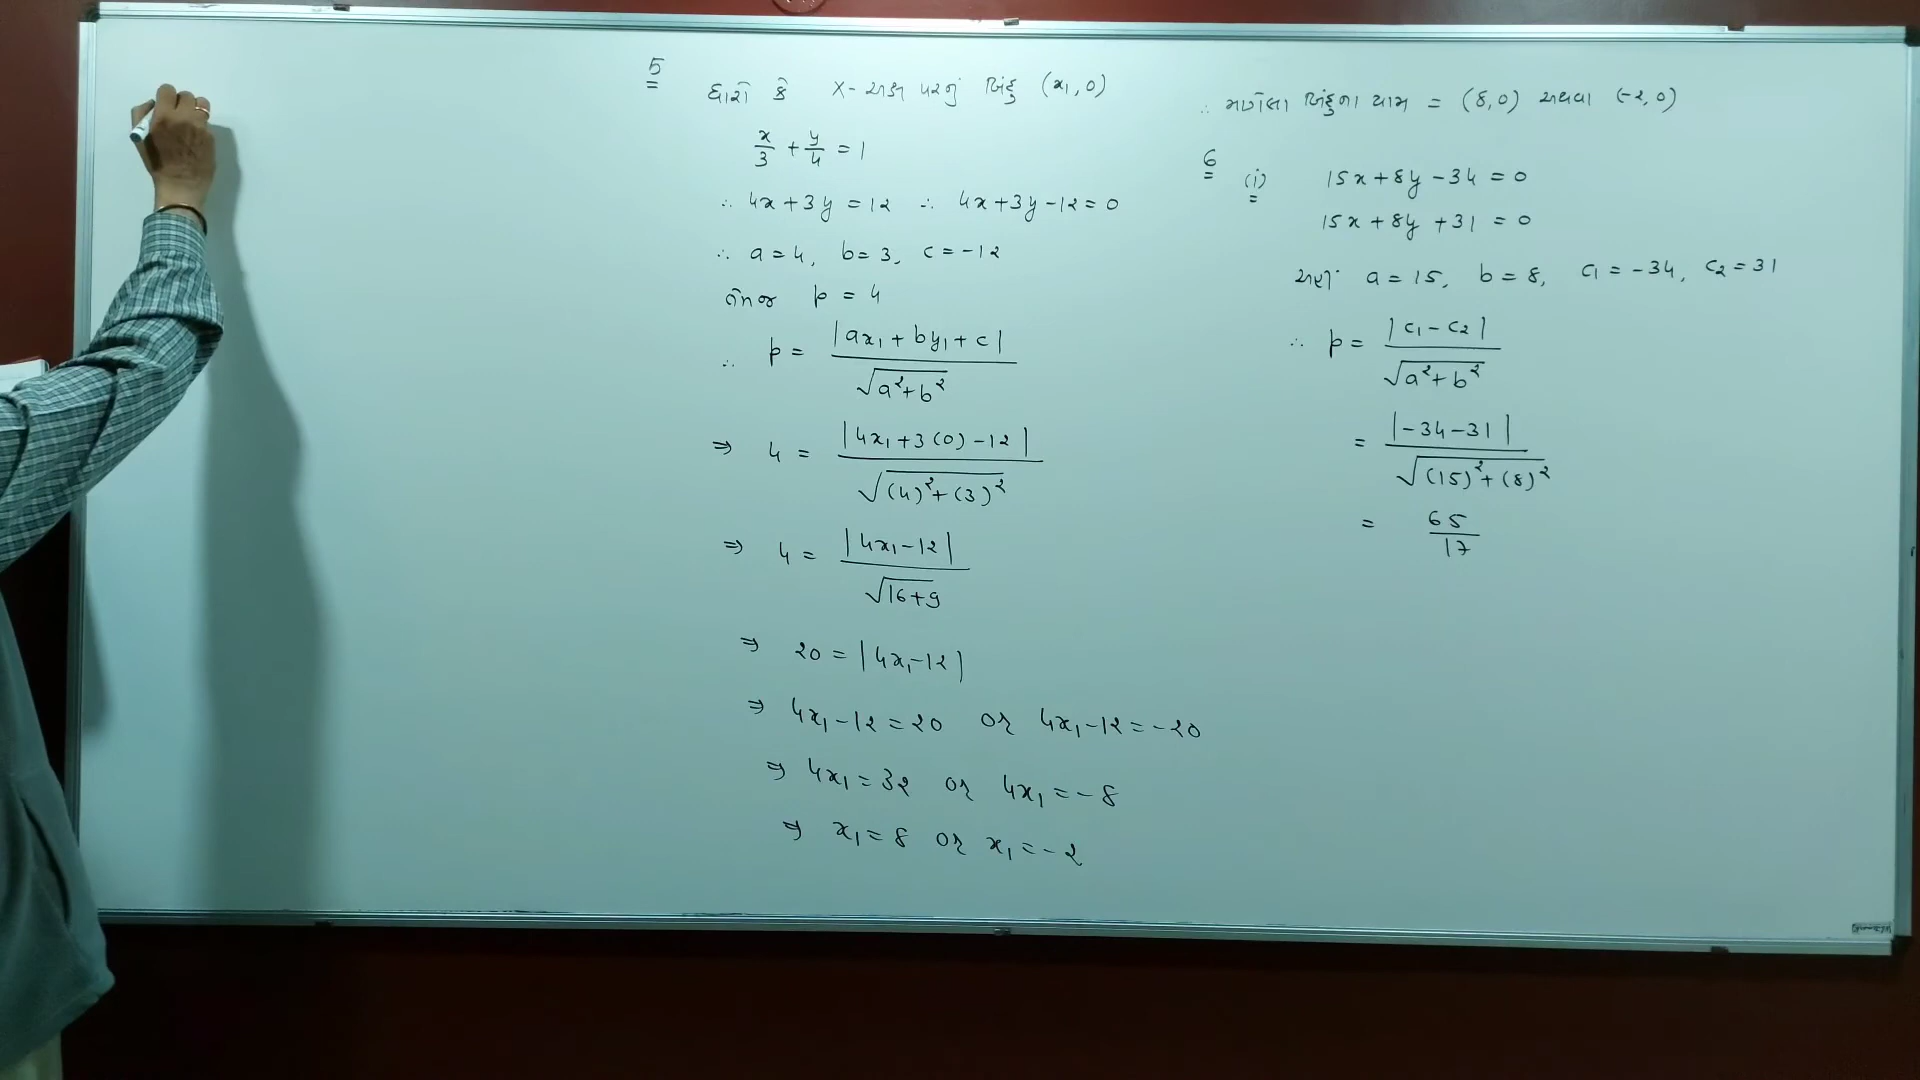 5
ધારો કે X-અક્ષ પરનું બિંદુ (x₁, 0)
x/3 + y/4 = 1
∴ 4x + 3y = 12 ∴ 4x + 3y - 12 = 0
∴ a = 4, b = 3, c = -12
તેમજ p = 4
∴ p = |ax₁ + by₁ + c| / √(a² + b²)
⇒ 4 = |4x₁ + 3(0) - 12| / √((4)² + (3)²)
⇒ 4 = |4x₁ - 12| / √(16 + 9)
⇒ 20 = |4x₁ - 12|
⇒ 4x₁ - 12 = 20 or 4x₁ - 12 = -20
⇒ 4x₁ = 32 or 4x₁ = -8
⇒ x₁ = 8 or x₁ = -2
∴ માંગેલા બિંદુના યામ = (8, 0) અથવા (-2, 0)
6
(i) 15x + 8y - 34 = 0
15x + 8y + 31 = 0
અહીં a = 15, b = 8, c₁ = -34, c₂ = 31
∴ p = |c₁ - c₂| / √(a² + b²)
= |-34 - 31| / √((15)² + (8)²)
= 65/17